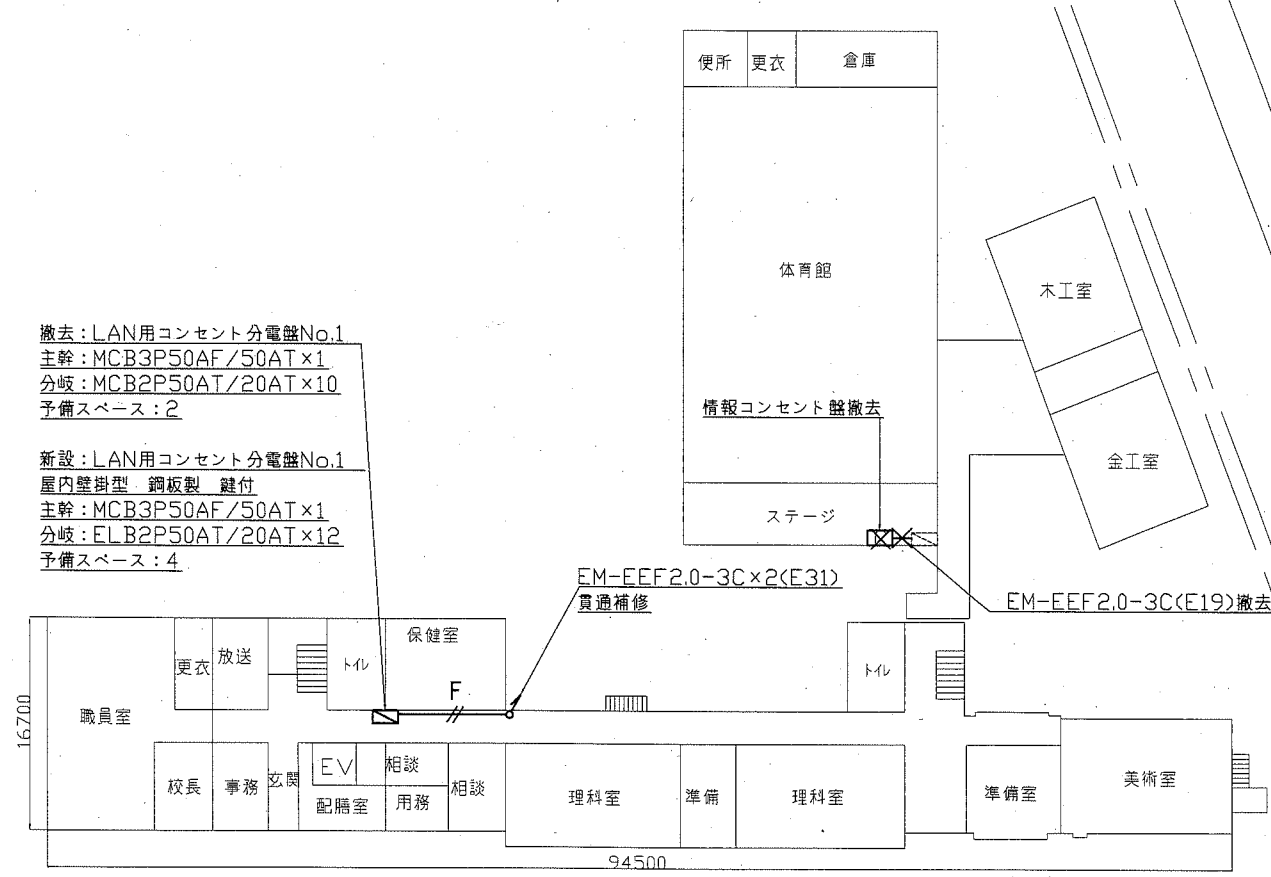 便所
更衣
倉庫
体育館
木工室
金工室
撤去：LAN用コンセント分電盤No.1
主幹：MCB3P50AF/50AT×1
分岐：MCB2P50AT/20AT×10
予備スペース：2
情報コンセント盤撤去
新設：LAN用コンセント分電盤No.1
屋内壁掛型 鋼板製 鍵付
主幹：MCB3P50AF/50AT×1
分岐：ELB2P50AT/20AT×12
予備スペース：4
ステージ
EM-EEF2.0-3C×2(E31)
貫通補修
EM-EEF2.0-3C(E19)撤去
保健室
放送
更衣
トイレ
トイレ
F
職員室
16700
EV
相談
校長
事務
玄関
配膳室
用務
相談
理科室
準備
理科室
準備室
美術室
94500